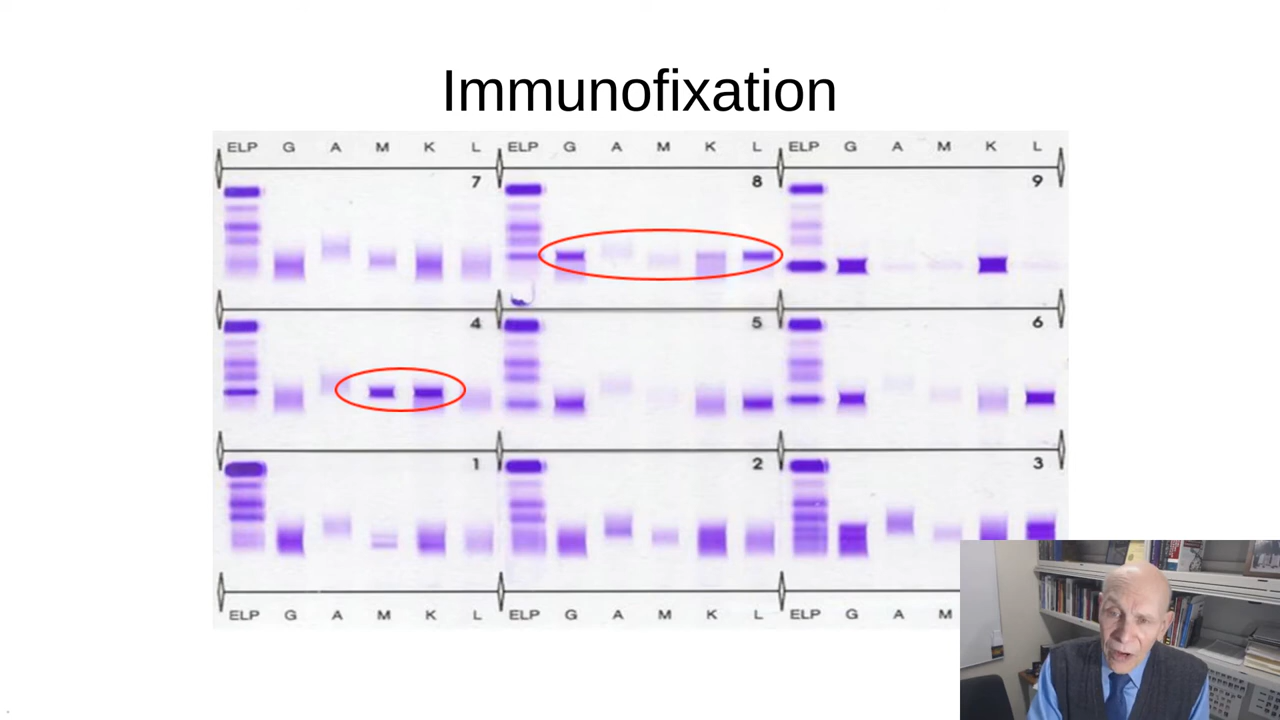 Immunofixation
ELP G A M K L ELP G A M K L ELP G A M K L
7 8 9
4 5 6
1 2 3
ELP G A M K L ELP G A M K L ELP G A M